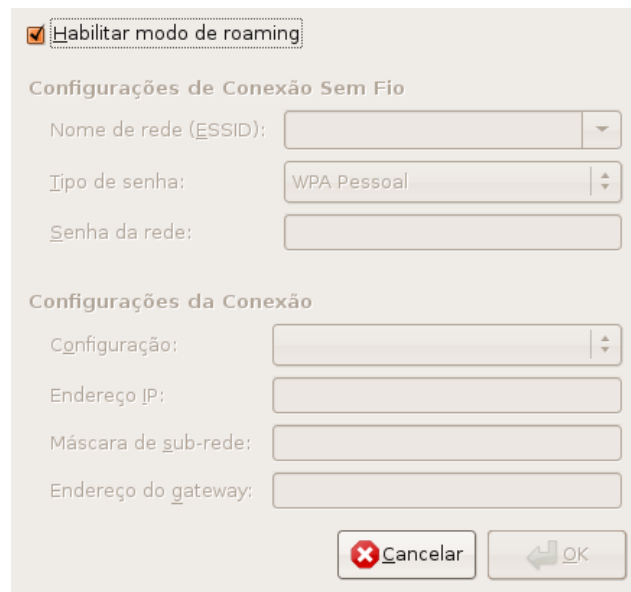 Habilitar modo de roaming
Configurações de Conexão Sem Fio
Nome de rede (ESSID):
Tipo de senha: WPA Pessoal
Senha da rede:
Configurações da Conexão
Configuração:
Endereço IP:
Máscara de sub-rede:
Endereço do gateway:
Cancelar OK